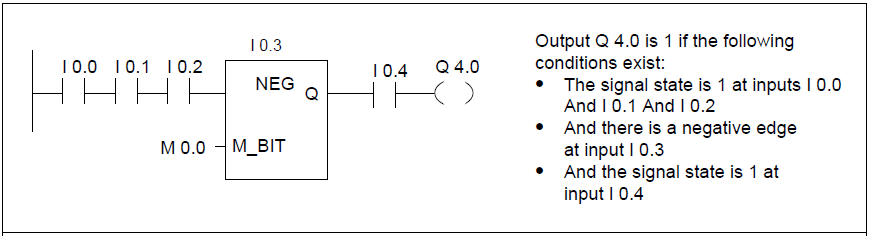 I 0.3
I 0.0 I 0.1 I 0.2
NEG
Q
I 0.4
Q 4.0
M 0.0
M_BIT
Output Q 4.0 is 1 if the following
conditions exist:
• The signal state is 1 at inputs I 0.0
And I 0.1 And I 0.2
• And there is a negative edge
at input I 0.3
• And the signal state is 1 at
input I 0.4